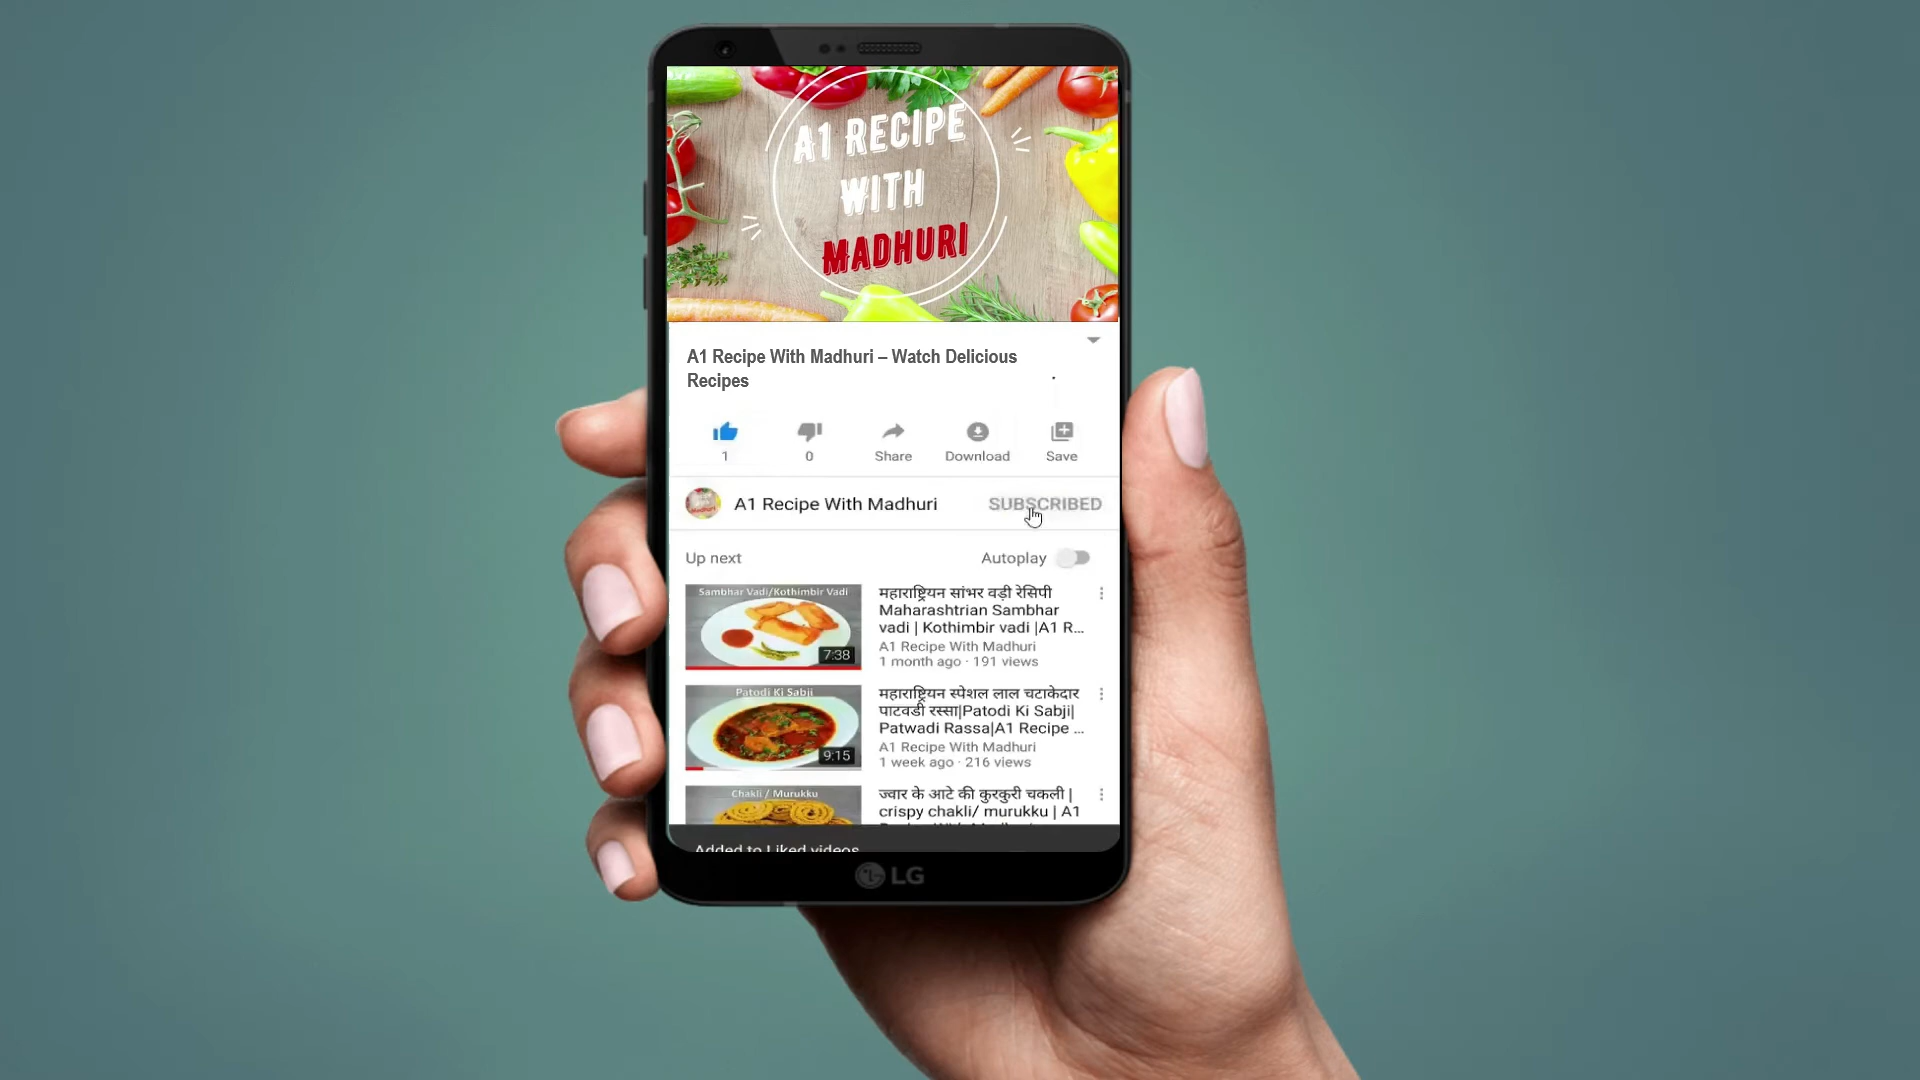 A1 RECIPE
WITH
MADHURI
A1 Recipe With Madhuri – Watch Delicious
Recipes
1
0
Share
Download
Save
A1 Recipe With Madhuri
SUBSCRIBED
Up next
Autoplay
Sambhar Vadi/Kothimbir Vadi
7:38
महाराष्ट्रियन सांभर वड़ी रेसिपी
Maharashtrian Sambhar
vadi | Kothimbir vadi |A1 R...
A1 Recipe With Madhuri
1 month ago · 191 views
Patodi Ki Sabji
9:15
महाराष्ट्रियन स्पेशल लाल चटाकेदार
पाटवडी रस्सा|Patodi Ki Sabji|
Patwadi Rassa|A1 Recipe ...
A1 Recipe With Madhuri
1 week ago · 216 views
Chakli / Murukku
ज्वार के आटे की कुरकुरी चकली |
crispy chakli/ murukku | A1
Added to Liked videos
LG